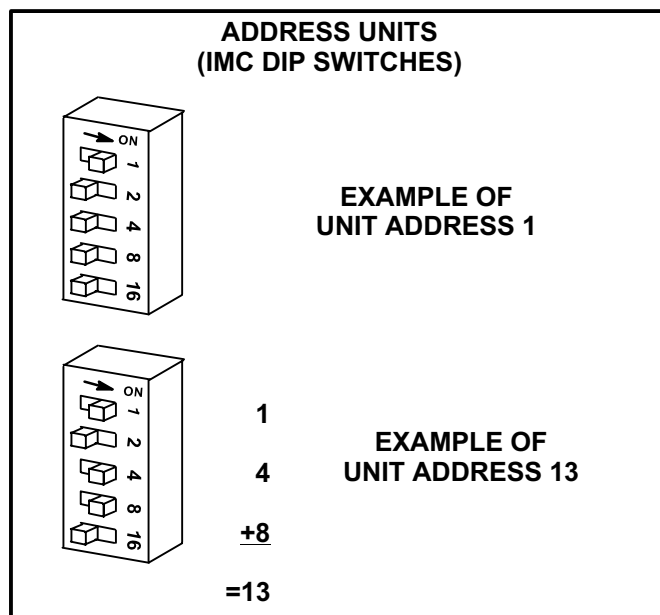 ADDRESS UNITS
(IMC DIP SWITCHES)
ON
1
2
4
8
16
EXAMPLE OF
UNIT ADDRESS 1
ON
1
2
4
8
16
1
4
+8
=13
EXAMPLE OF
UNIT ADDRESS 13